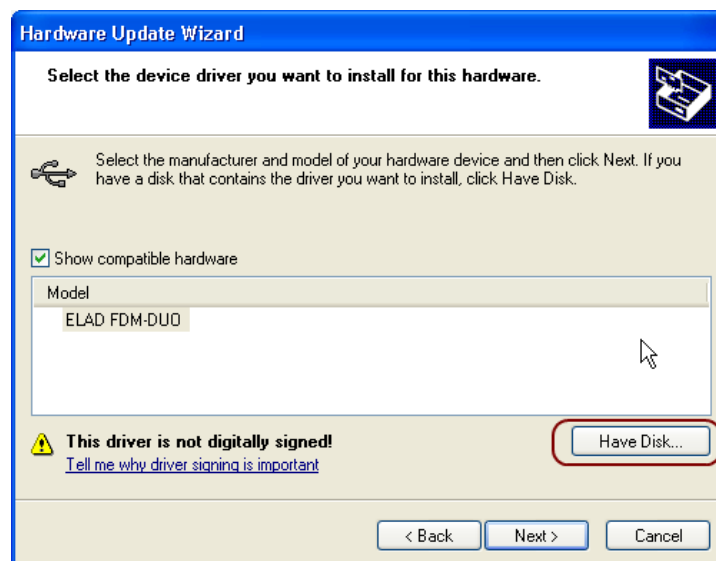 Hardware Update Wizard
Select the device driver you want to install for this hardware.
Select the manufacturer and model of your hardware device and then click Next. If you
have a disk that contains the driver you want to install, click Have Disk.
Show compatible hardware
Model
ELAD FDM-DUO
This driver is not digitally signed!
Have Disk...
Tell me why driver signing is important
< Back
Next >
Cancel